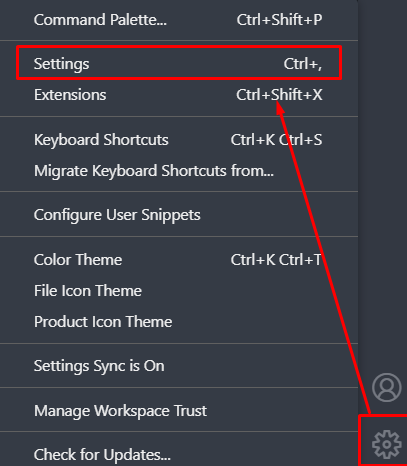 Command Palette... Ctrl+Shift+P
Settings Ctrl+,
Extensions Ctrl+Shift+X
Keyboard Shortcuts Ctrl+K Ctrl+S
Migrate Keyboard Shortcuts from...
Configure User Snippets
Color Theme Ctrl+K Ctrl+T
File Icon Theme
Product Icon Theme
Settings Sync is On
Manage Workspace Trust
Check for Updates...